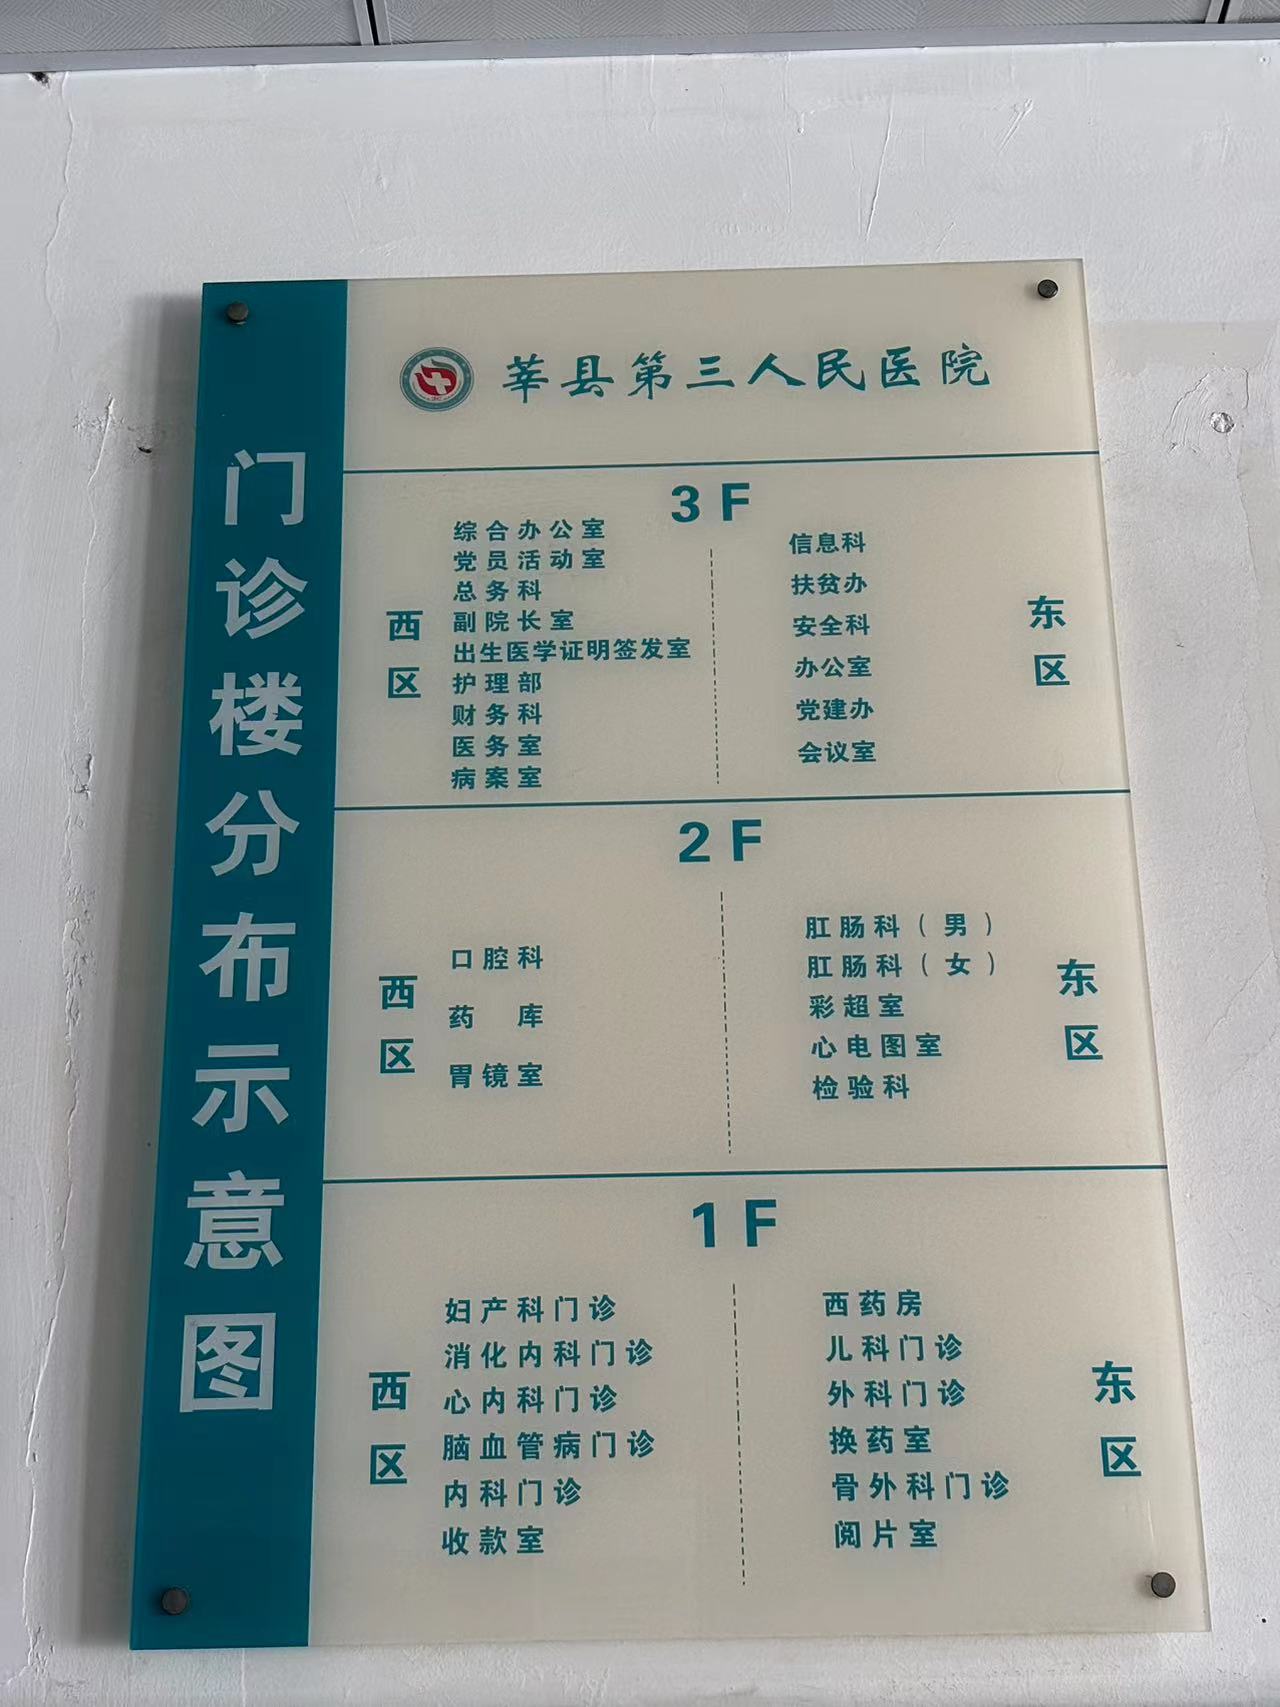 莘县第三人民医院
门诊楼分布示意图
3F
西区
综合办公室
党员活动室
总务科
副院长室
出生医学证明签发室
护理部
财务科
医务室
病案室
信息科
扶贫办
安全科
办公室
党建办
会议室
东区
2F
西区
口腔科
药 库
胃镜室
肛肠科（男）
肛肠科（女）
彩超室
心电图室
检验科
东区
1F
西区
妇产科门诊
消化内科门诊
心内科门诊
脑血管病门诊
内科门诊
收款室
西药房
儿科门诊
外科门诊
换药室
骨外科门诊
阅片室
东区